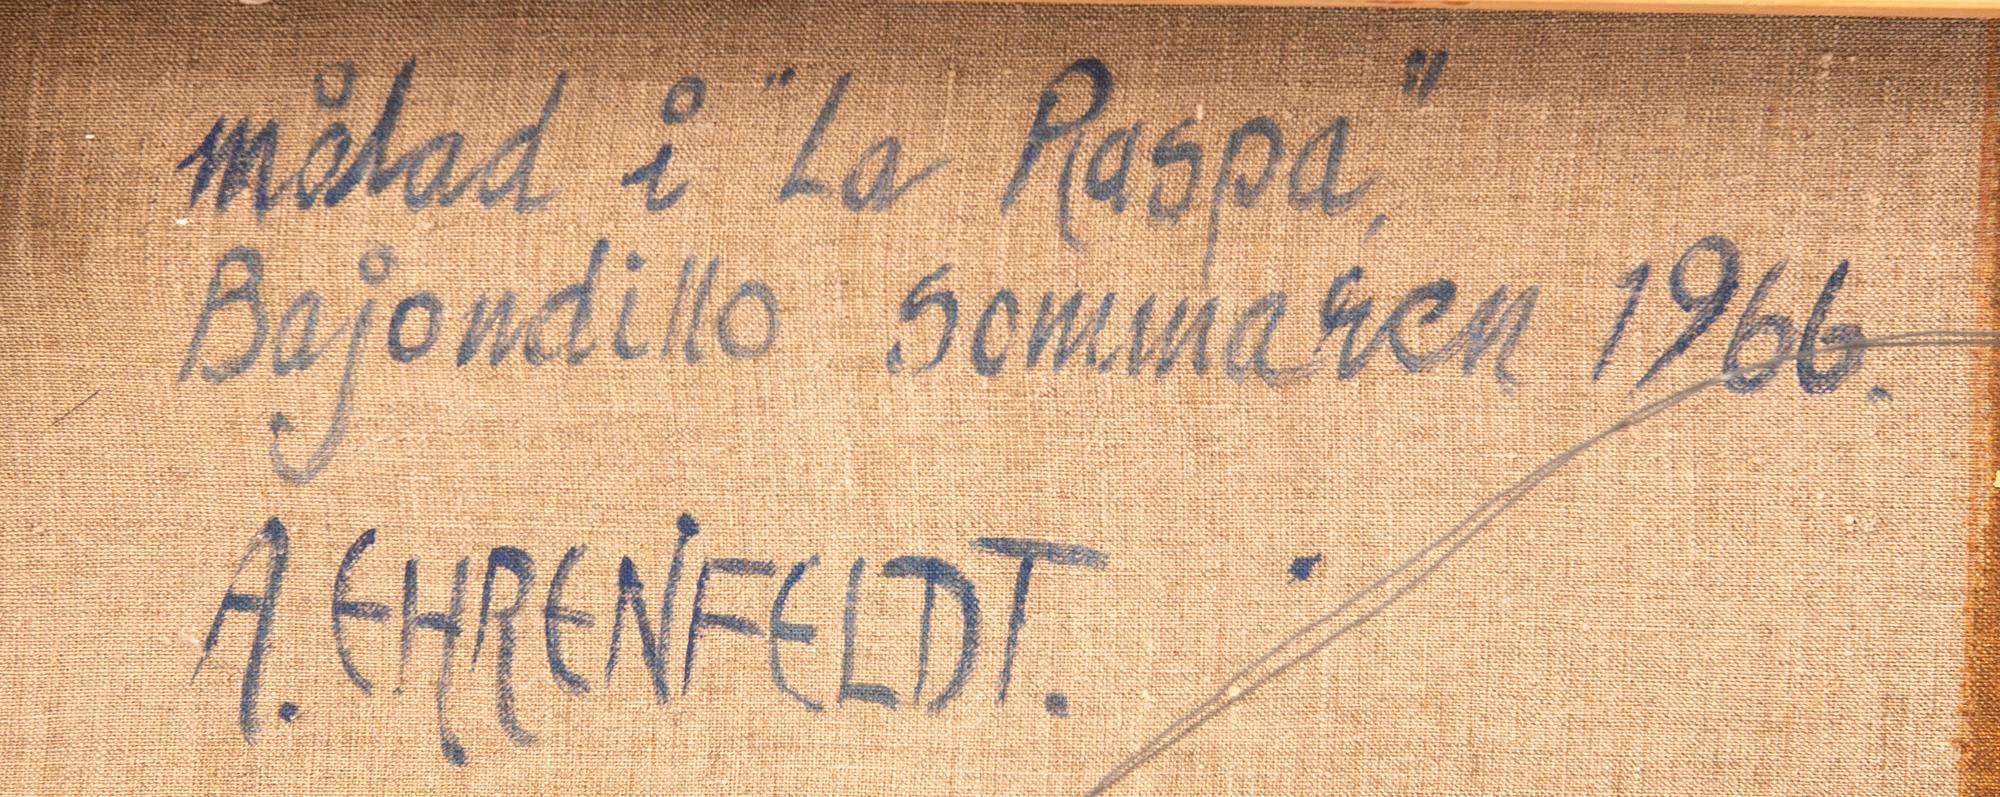 målad i "La Raspa",
Bajondillo sommaren 1966.
A. EHRENFELDT.